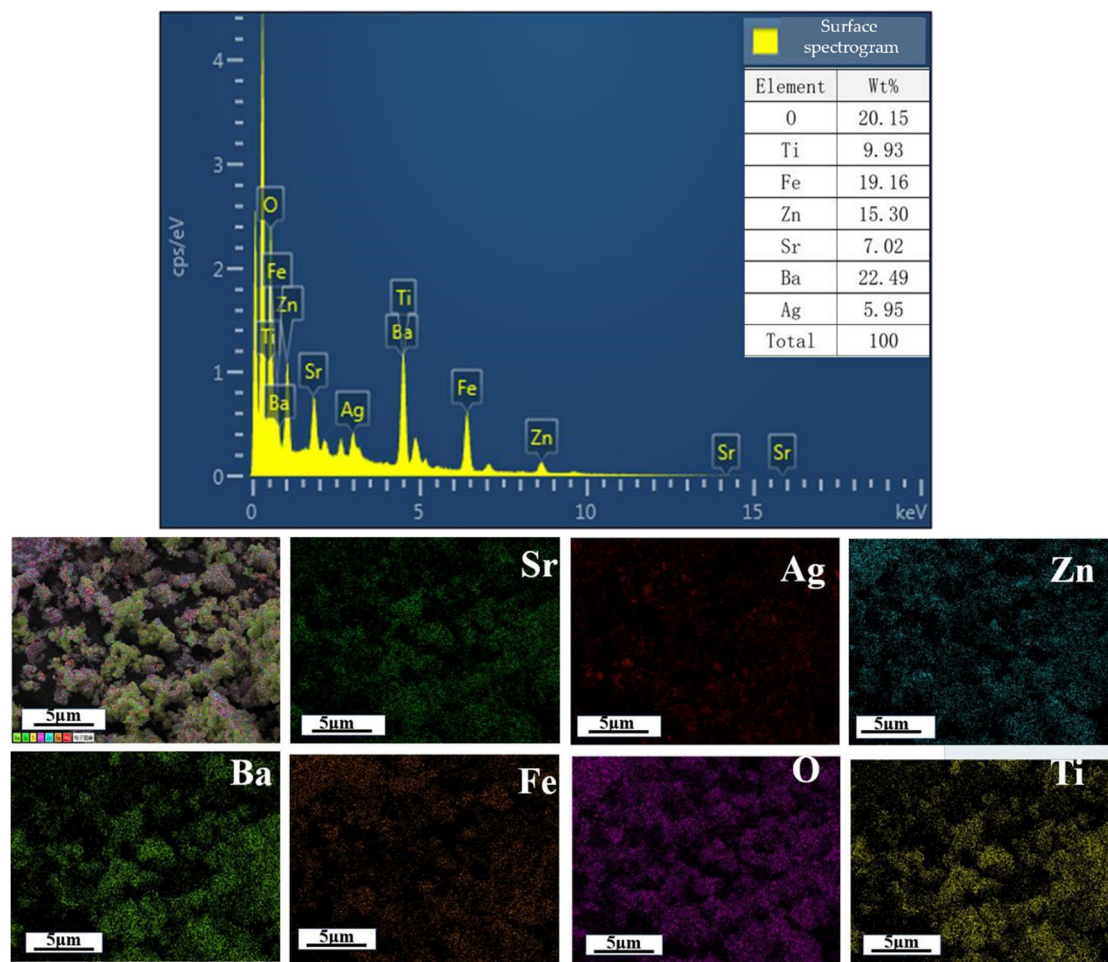 Surface
spectrogram
Element Wt%
O 20.15
Ti 9.93
Fe 19.16
Zn 15.30
Sr 7.02
Ba 22.49
Ag 5.95
Total 100
cps/eV
4
3
2
1
0
O
Fe
Zn
Ti
Ba
Sr
Ag
Ti
Ba
Fe
Zn
Sr
Sr
0 5 10 15 keV
5μm
Sr
5μm
Ag
5μm
Zn
5μm
Ba
5μm
Fe
5μm
O
5μm
Ti
5μm